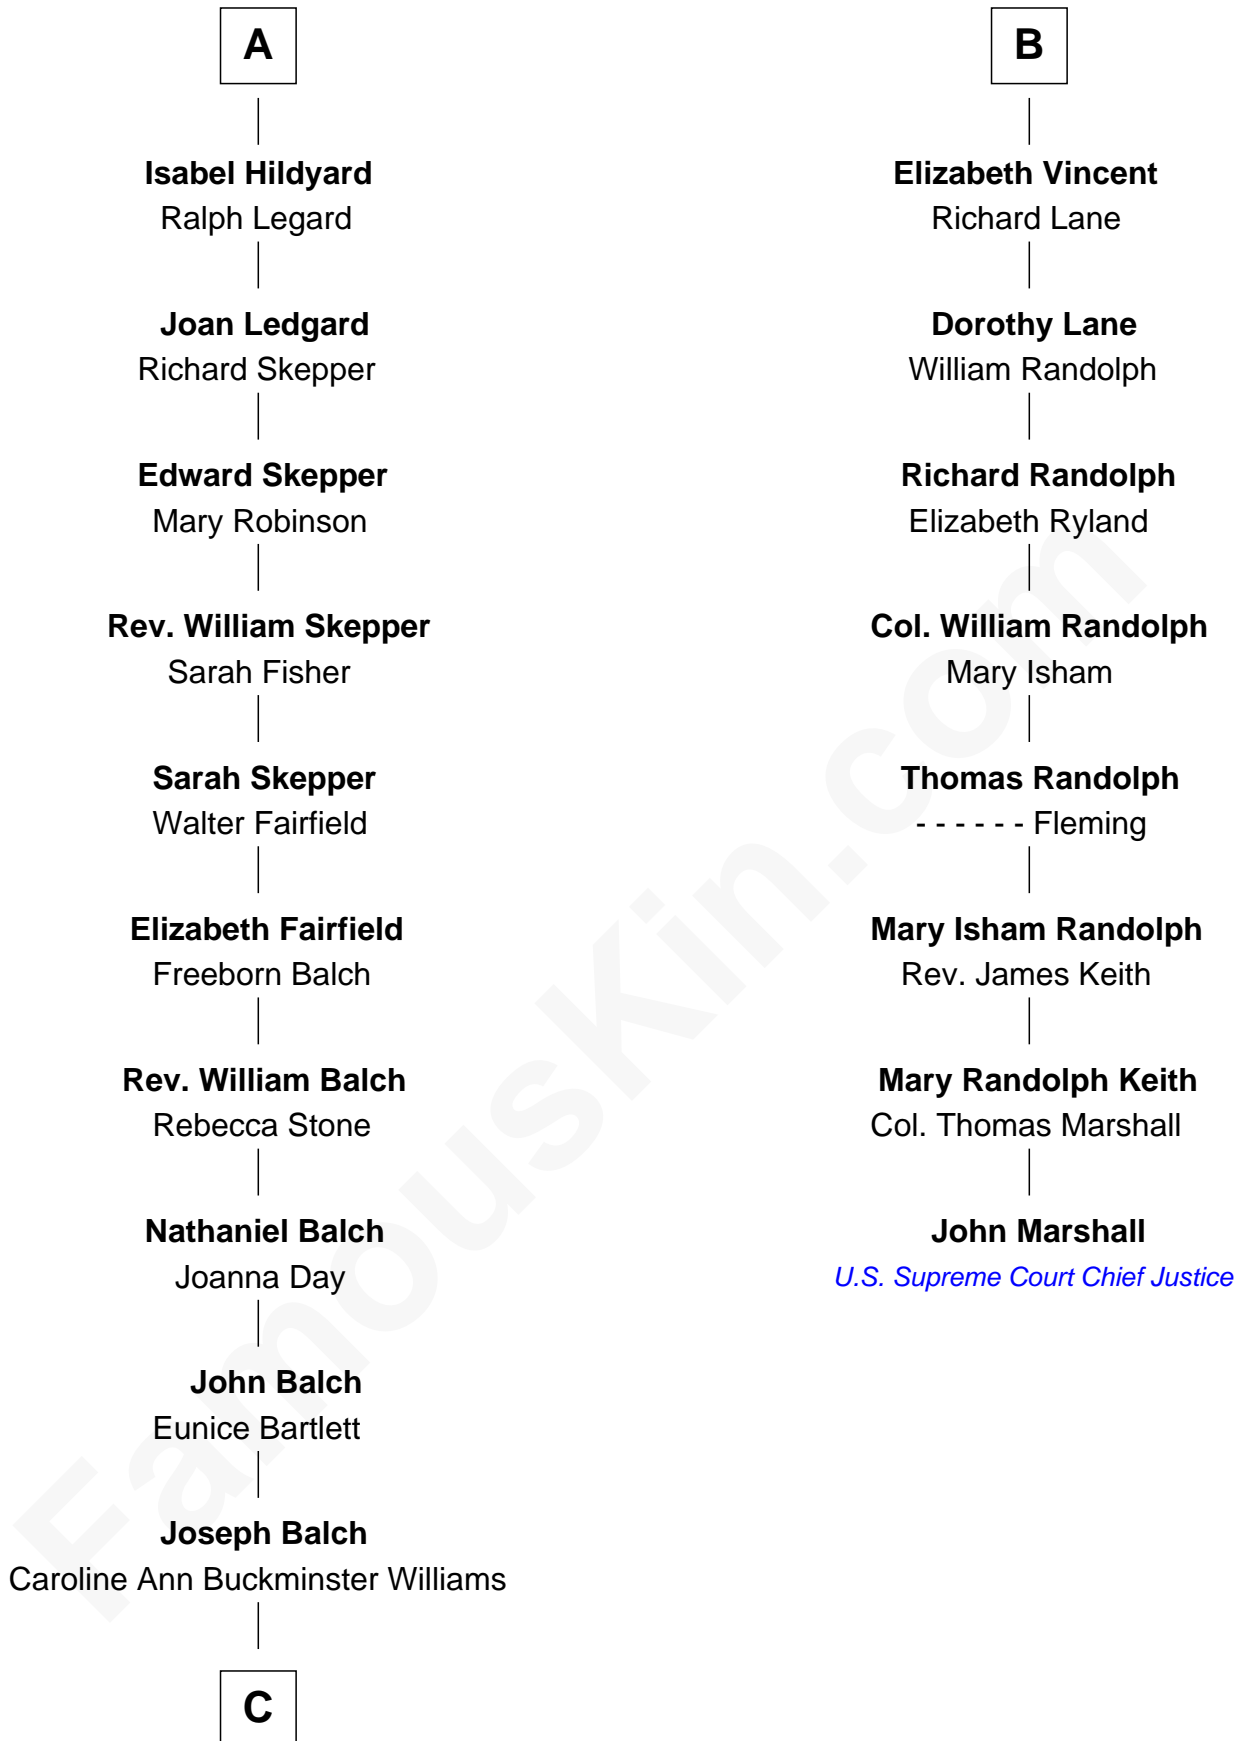 A
Isabel Hildyard
Ralph Legard
Joan Ledgard
Richard Skepper
Edward Skepper
Mary Robinson
Rev. William Skepper
Sarah Fisher
Sarah Skepper
Walter Fairfield
Elizabeth Fairfield
Freeborn Balch
Rev. William Balch
Rebecca Stone
Nathaniel Balch
Joanna Day
John Balch
Eunice Bartlett
Joseph Balch
Caroline Ann Buckminster Williams
C
B
Elizabeth Vincent
Richard Lane
Dorothy Lane
William Randolph
Richard Randolph
Elizabeth Ryland
Col. William Randolph
Mary Isham
Thomas Randolph
- - - - - - Fleming
Mary Isham Randolph
Rev. James Keith
Mary Randolph Keith
Col. Thomas Marshall
John Marshall
U.S. Supreme Court Chief Justice
FamousKin.com